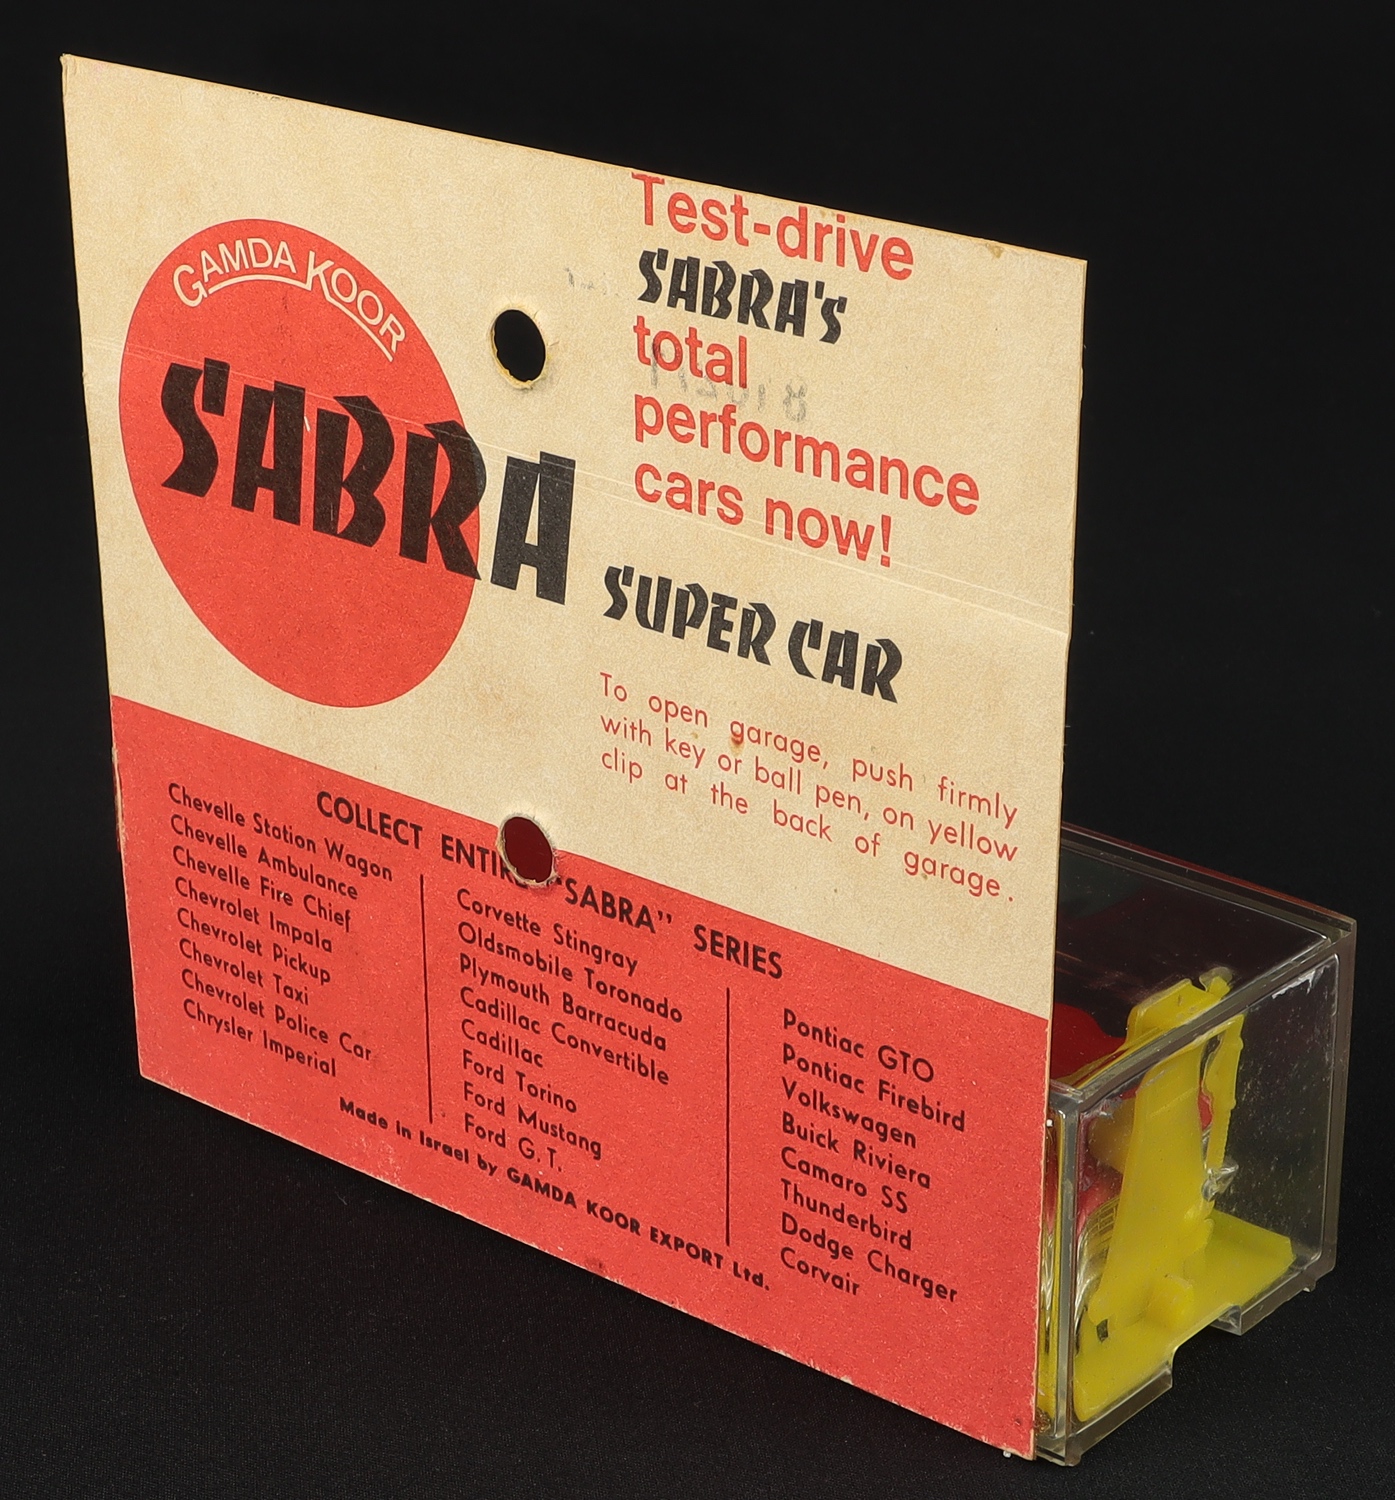 GAMDA KOOR
SABRA
Test-drive
SABRA'S
total
performance
cars now!
SUPER CAR
To open garage, push firmly
with key or ball pen, on yellow
clip at the back of garage.
COLLECT "SABRA" SERIES
Chevelle Station Wagon
Chevelle Ambulance
Chevelle Fire Chief
Chevrolet Impala
Chevrolet Pickup
Chevrolet Taxi
Chevrolet Police Car
Chrysler Imperial
Corvette Stingray
Oldsmobile Toronado
Plymouth Barracuda
Cadillac Convertible
Cadillac
Ford Torino
Ford Mustang
Ford G.T.
Pontiac GTO
Pontiac Firebird
Volkswagen
Buick Riviera
Camaro SS
Thunderbird
Dodge Charger
Corvair
Made in Israel by GAMDA KOOR EXPORT Ltd.